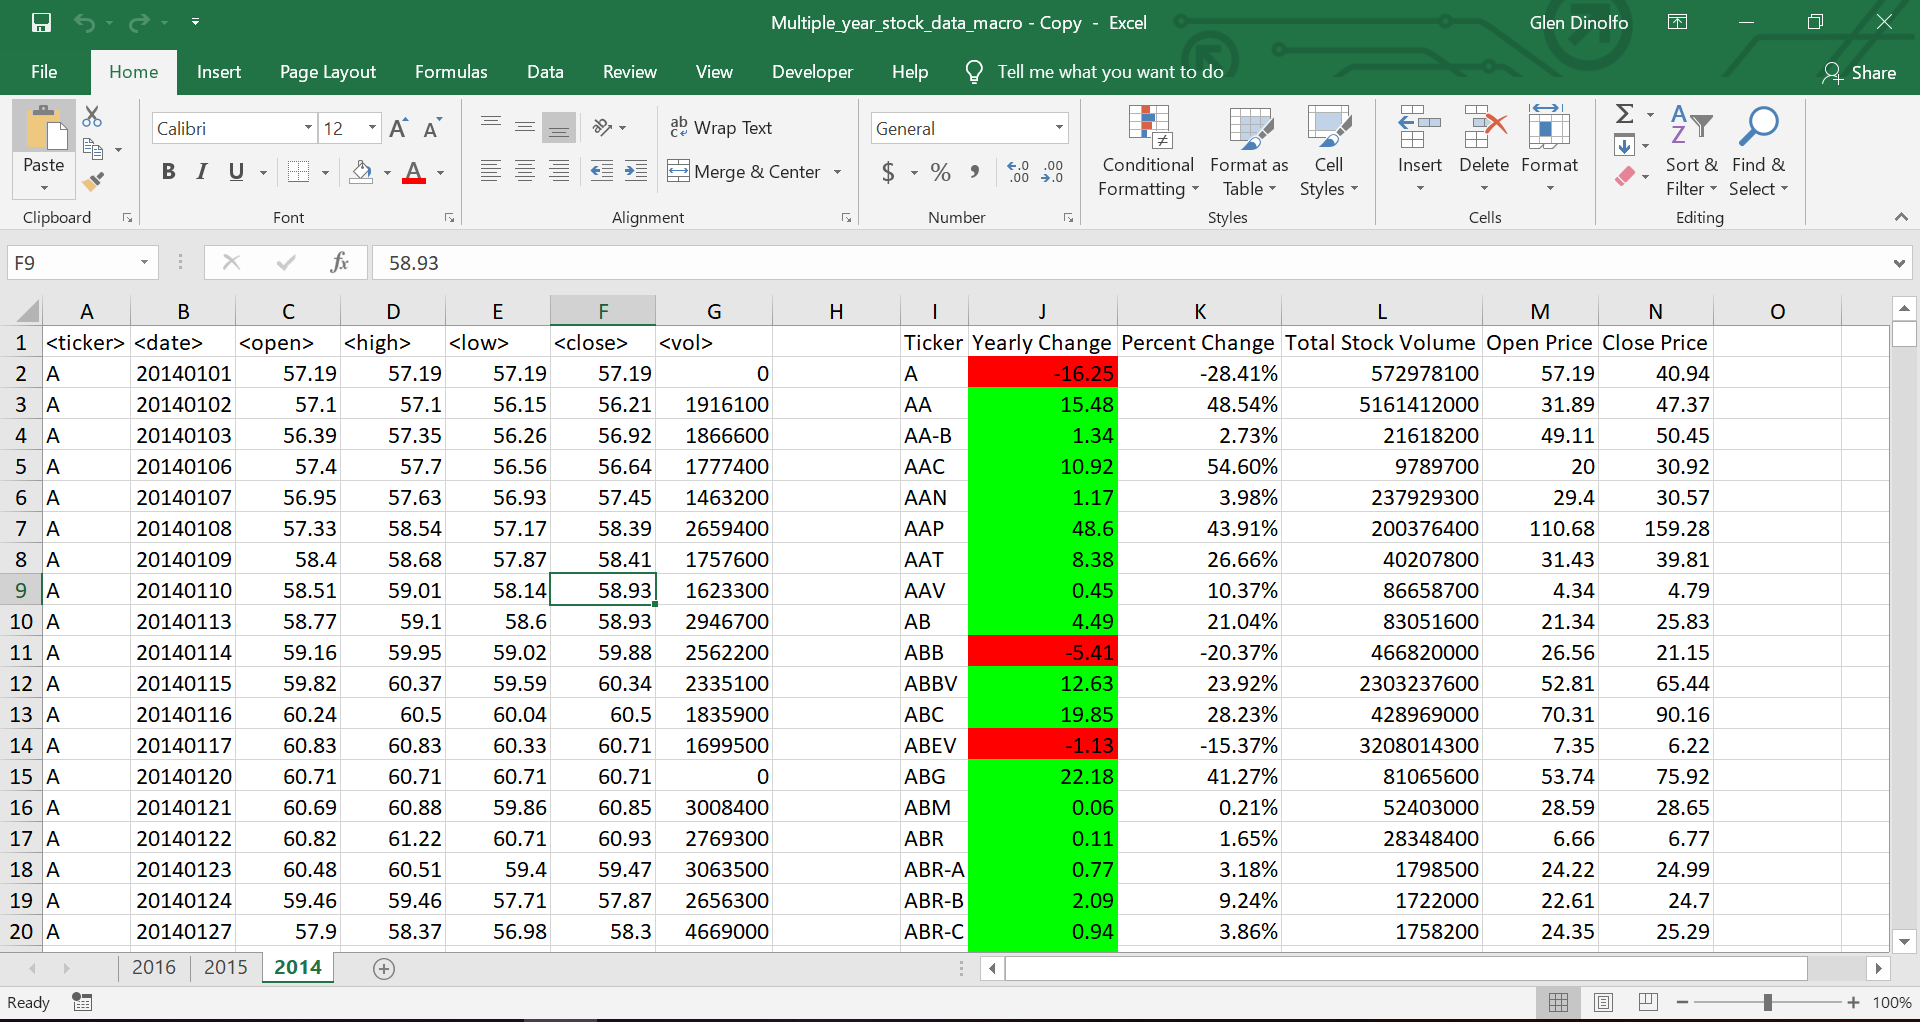 Multiple_year_stock_data_macro - Copy - Excel
Glen Dinolfo
File Home Insert Page Layout Formulas Data Review View Developer Help Tell me what you want to do Share
Paste
Calibri 12
A A
ab c Wrap Text
General
B I U A
Merge & Center
$ % , .0 .00 .00 .0
Conditional Formatting
Format as Table
Cell Styles
Insert Delete Format
Σ
A Z
Sort & Filter
Find & Select
Clipboard Font Alignment Number Styles Cells Editing
F9 fx 58.93
A B C D E F G H I J K L M N O
1 <ticker> <date> <open> <high> <low> <close> <vol> Ticker Yearly Change Percent Change Total Stock Volume Open Price Close Price
2 A 20140101 57.19 57.19 57.19 57.19 0 A -16.25 -28.41% 572978100 57.19 40.94
3 A 20140102 57.1 57.1 56.15 56.21 1916100 AA 15.48 48.54% 5161412000 31.89 47.37
4 A 20140103 56.39 57.35 56.26 56.92 1866600 AA-B 1.34 2.73% 21618200 49.11 50.45
5 A 20140106 57.4 57.7 56.56 56.64 1777400 AAC 10.92 54.60% 9789700 20 30.92
6 A 20140107 56.95 57.63 56.93 57.45 1463200 AAN 1.17 3.98% 237929300 29.4 30.57
7 A 20140108 57.33 58.54 57.17 58.39 2659400 AAP 48.6 43.91% 200376400 110.68 159.28
8 A 20140109 58.4 58.68 57.87 58.41 1757600 AAT 8.38 26.66% 40207800 31.43 39.81
9 A 20140110 58.51 59.01 58.14 58.93 1623300 AAV 0.45 10.37% 86658700 4.34 4.79
10 A 20140113 58.77 59.1 58.6 58.93 2946700 AB 4.49 21.04% 83051600 21.34 25.83
11 A 20140114 59.16 59.95 59.02 59.88 2562200 ABB -5.41 -20.37% 466820000 26.56 21.15
12 A 20140115 59.82 60.37 59.59 60.34 2335100 ABBV 12.63 23.92% 2303237600 52.81 65.44
13 A 20140116 60.24 60.5 60.04 60.5 1835900 ABC 19.85 28.23% 428969000 70.31 90.16
14 A 20140117 60.83 60.83 60.33 60.71 1699500 ABEV -1.13 -15.37% 3208014300 7.35 6.22
15 A 20140120 60.71 60.71 60.71 60.71 0 ABG 22.18 41.27% 81065600 53.74 75.92
16 A 20140121 60.69 60.88 59.86 60.85 3008400 ABM 0.06 0.21% 52403000 28.59 28.65
17 A 20140122 60.82 61.22 60.71 60.93 2769300 ABR 0.11 1.65% 28348400 6.66 6.77
18 A 20140123 60.48 60.51 59.4 59.47 3063500 ABR-A 0.77 3.18% 1798500 24.22 24.99
19 A 20140124 59.46 59.46 57.71 57.87 2656300 ABR-B 2.09 9.24% 1722000 22.61 24.7
20 A 20140127 57.9 58.37 56.98 58.3 4669000 ABR-C 0.94 3.86% 1758200 24.35 25.29
2016 2015 2014
Ready 100%